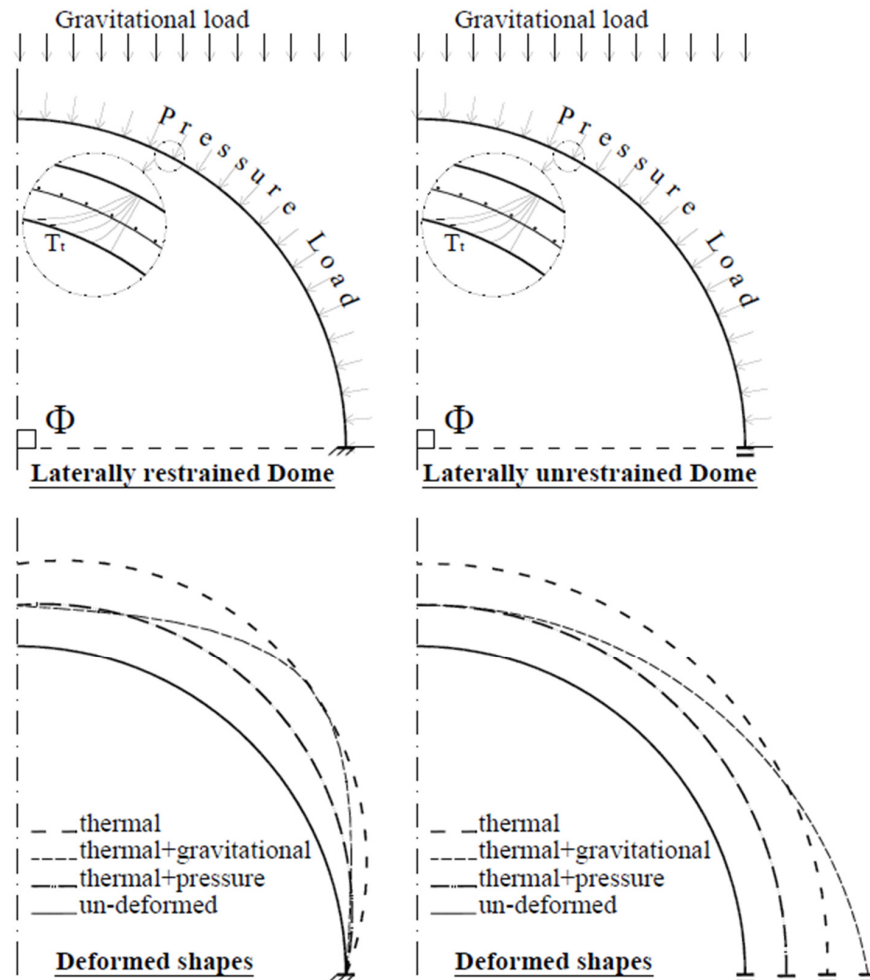 Gravitational load
Pressure Load
Tt
Φ
Laterally restrained Dome
Gravitational load
Pressure Load
Tt
Φ
Laterally unrestrained Dome
thermal
thermal+gravitational
thermal+pressure
un-deformed
Deformed shapes
thermal
thermal+gravitational
thermal+pressure
un-deformed
Deformed shapes